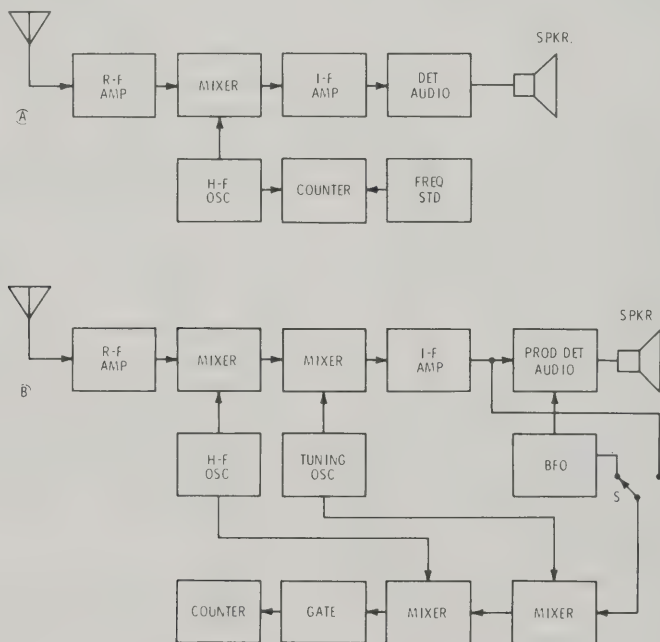 SPKR.
R-F
AMP
MIXER
I-F
AMP
DET
AUDIO
A
H-F
OSC
COUNTER
FREQ
STD
SPKR
R-F
AMP
MIXER
MIXER
I-F
AMP
PROD DET
AUDIO
B
H-F
OSC
TUNING
OSC
BFO
S
COUNTER
GATE
MIXER
MIXER